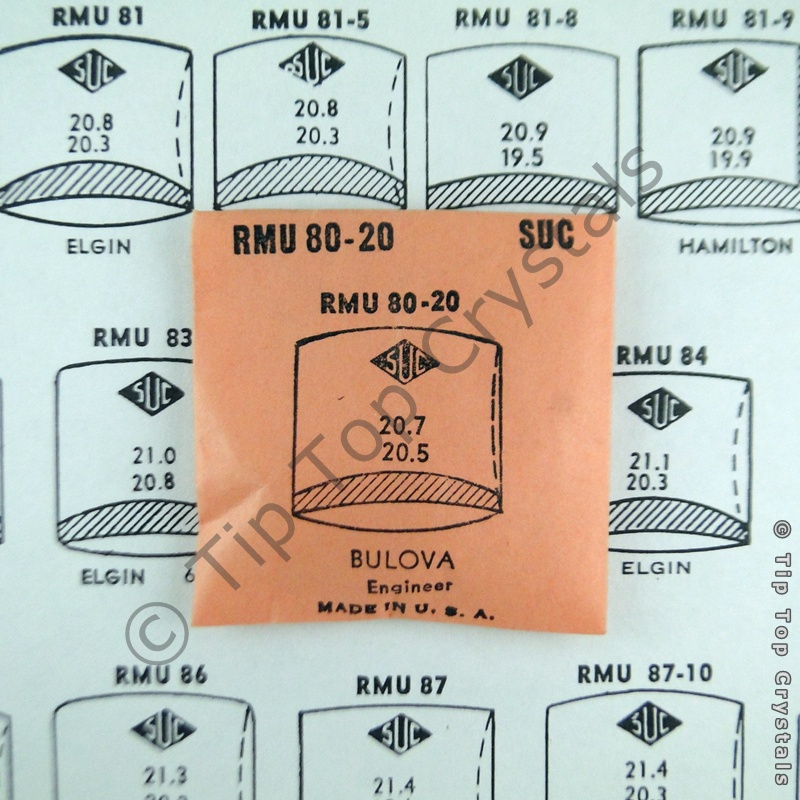 RMU 81
SUC
20.8
20.3
ELGIN
RMU 81-5
SUC
20.8
20.3
RMU 81-8
SUC
20.9
19.5
RMU 81-9
SUC
20.9
19.9
HAMILTON
RMU 80-20 SUC
RMU 80-20
SUC
20.7
20.5
BULOVA
Engineer
MADE IN U. S. A.
RMU 83
SUC
21.0
20.8
ELGIN 6
RMU 84
SUC
21.1
20.3
ELGIN
RMU 86
SUC
21.3
RMU 87
SUC
21.4
RMU 87-10
SUC
21.4
20.3
© Tip Top Crystals
© Tip Top Crystals